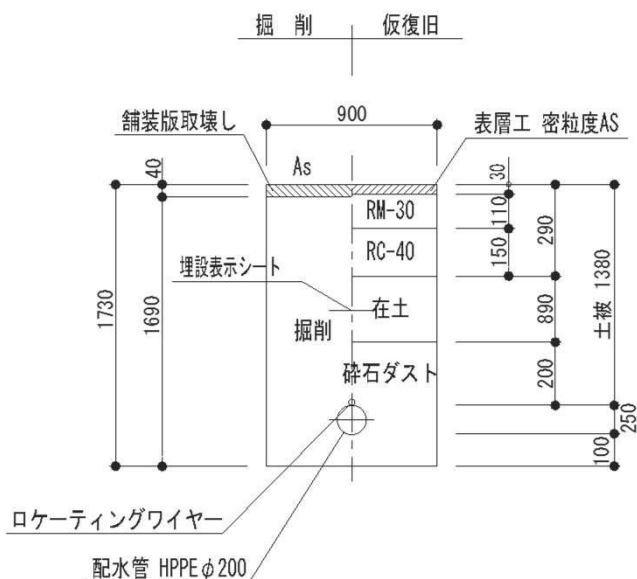 掘 削
仮復旧
舗装版取壊し
900
表層工 密粒度AS
As
40
30
RM-30
110
RC-40
150
290
埋設表示シート
在土
掘削
1730
1690
890
土被 1380
砕石ダスト
200
250
100
ロケーティングワイヤー
配水管 HPPEφ200